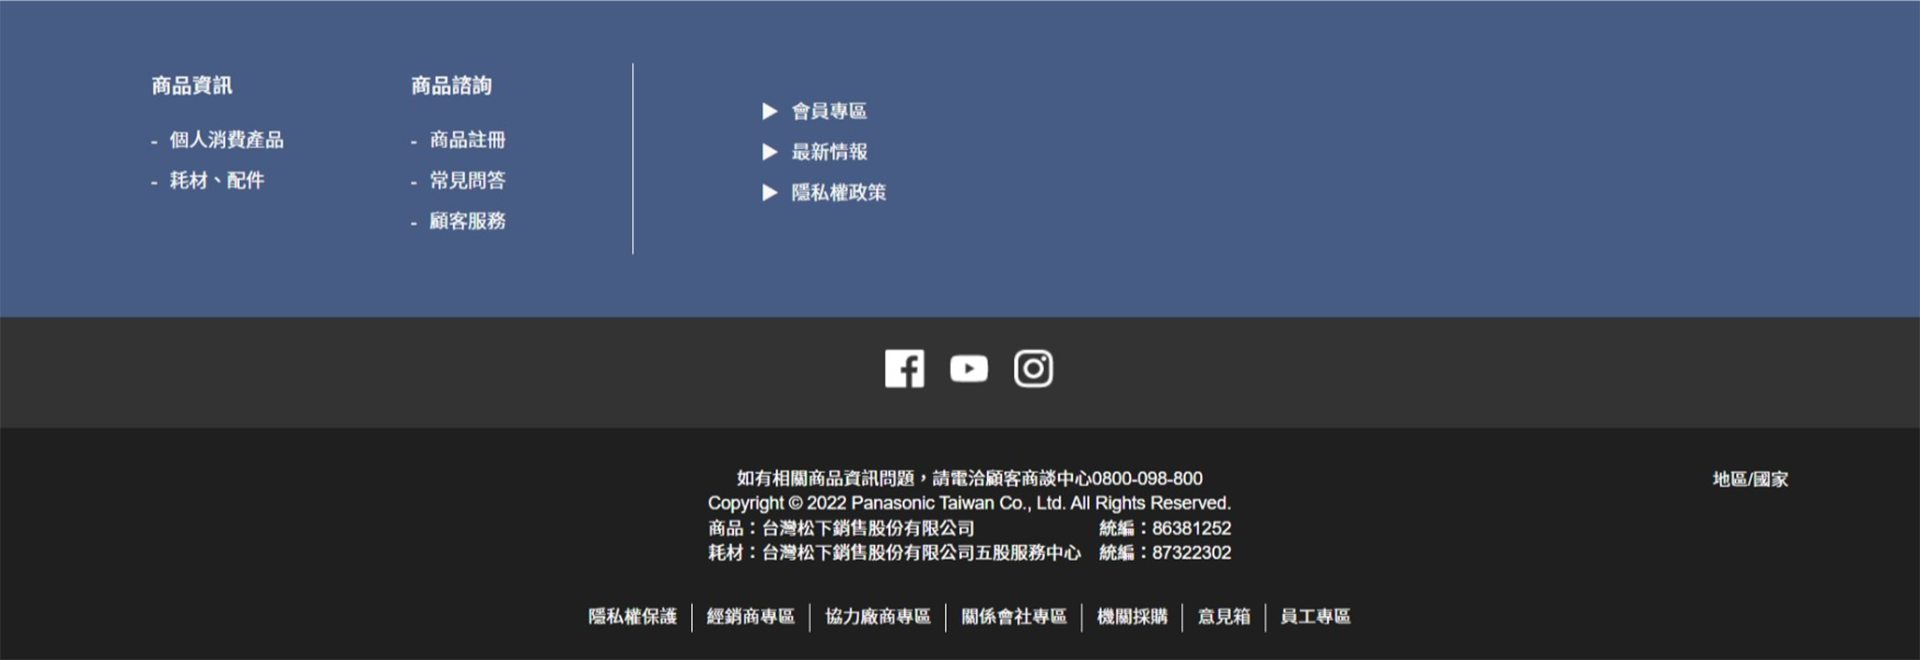 商品資訊
- 個人消費產品
- 耗材、配件
商品諮詢
- 商品註冊
- 常見問答
- 顧客服務
▶ 會員專區
▶ 最新情報
▶ 隱私權政策
如有相關商品資訊問題，請電洽顧客商談中心0800-098-800
Copyright © 2022 Panasonic Taiwan Co., Ltd. All Rights Reserved.
商品：台灣松下銷售股份有限公司 統編：86381252
耗材：台灣松下銷售股份有限公司五股服務中心 統編：87322302
地區/國家
隱私權保護 | 經銷商專區 | 協力廠商專區 | 關係會社專區 | 機關採購 | 意見箱 | 員工專區